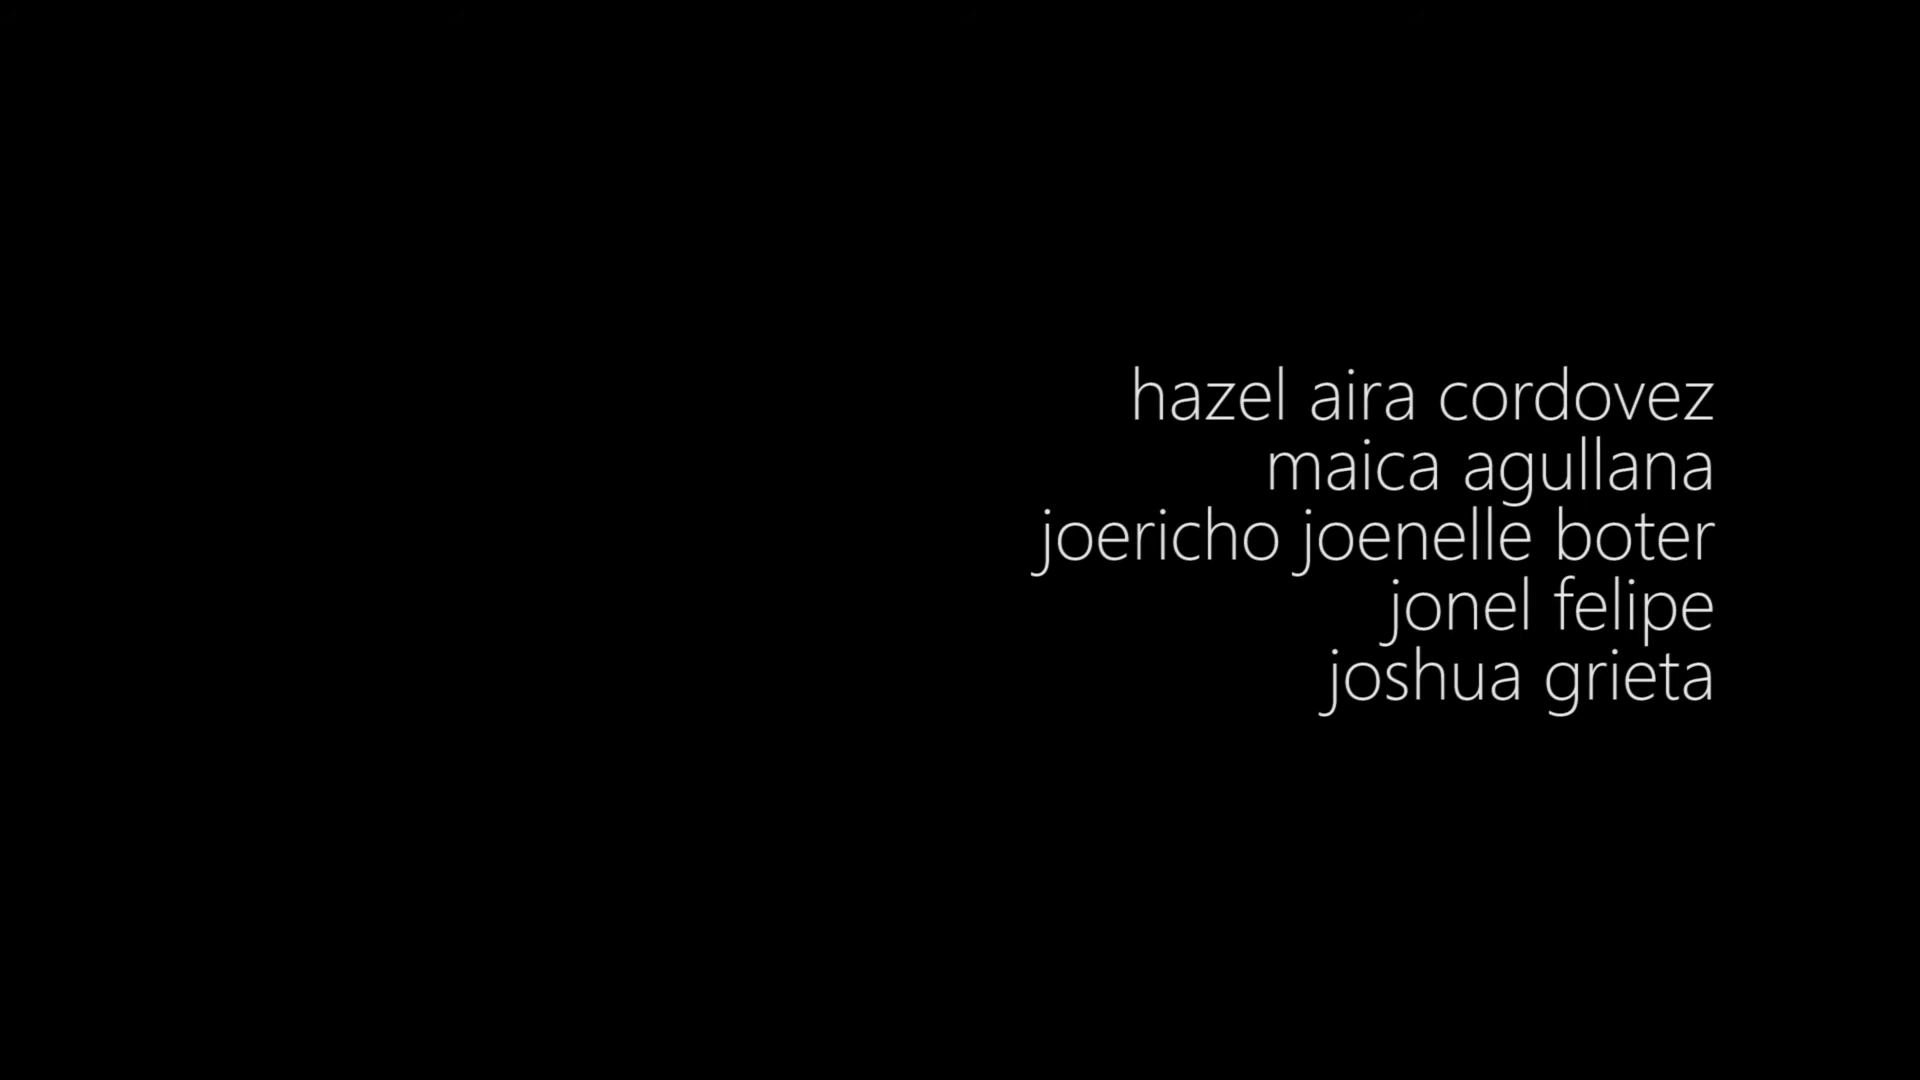 hazel aira cordovez
maica agullana
joericho joenelle boter
jonel felipe
joshua grieta